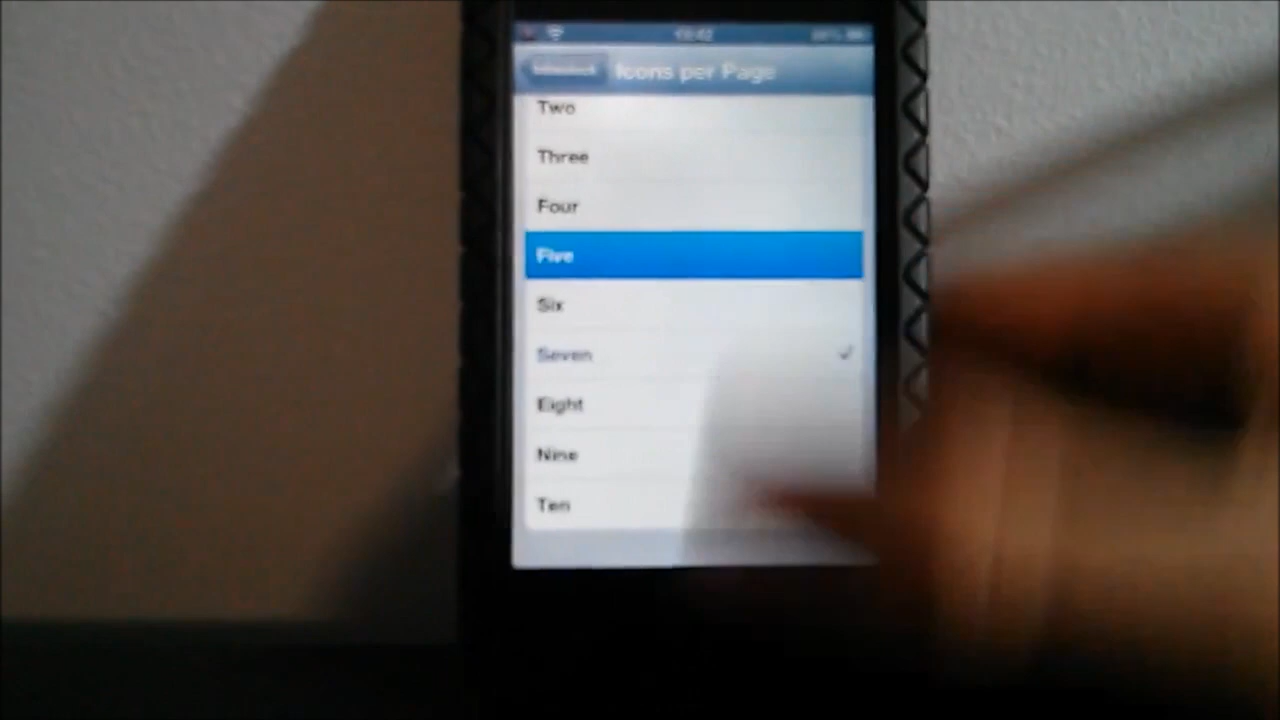 Icons per Page
Two
Three
Four
Five
Six
Seven
Eight
Nine
Ten